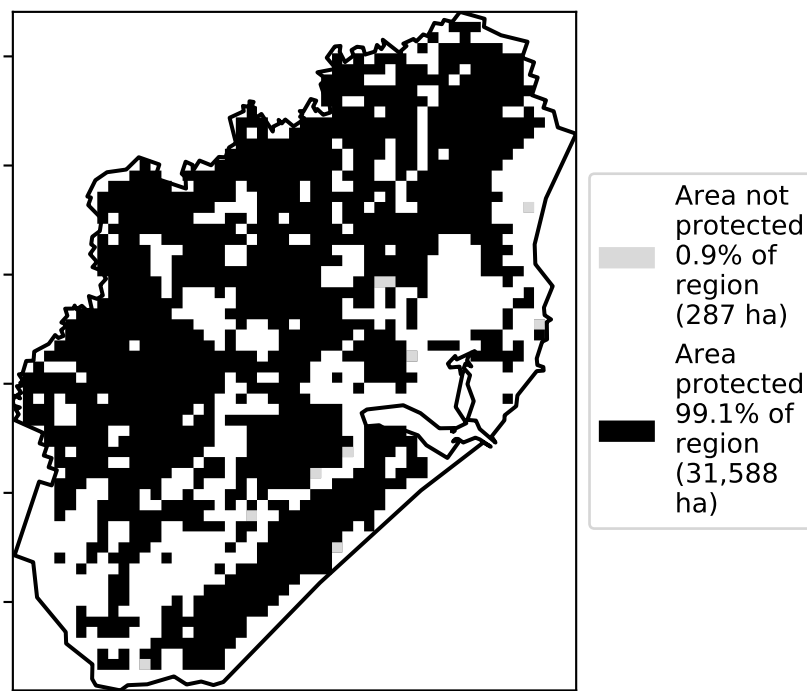 Area not
protected
0.9% of
region
(287 ha)
Area
protected
99.1% of
region
(31,588
ha)